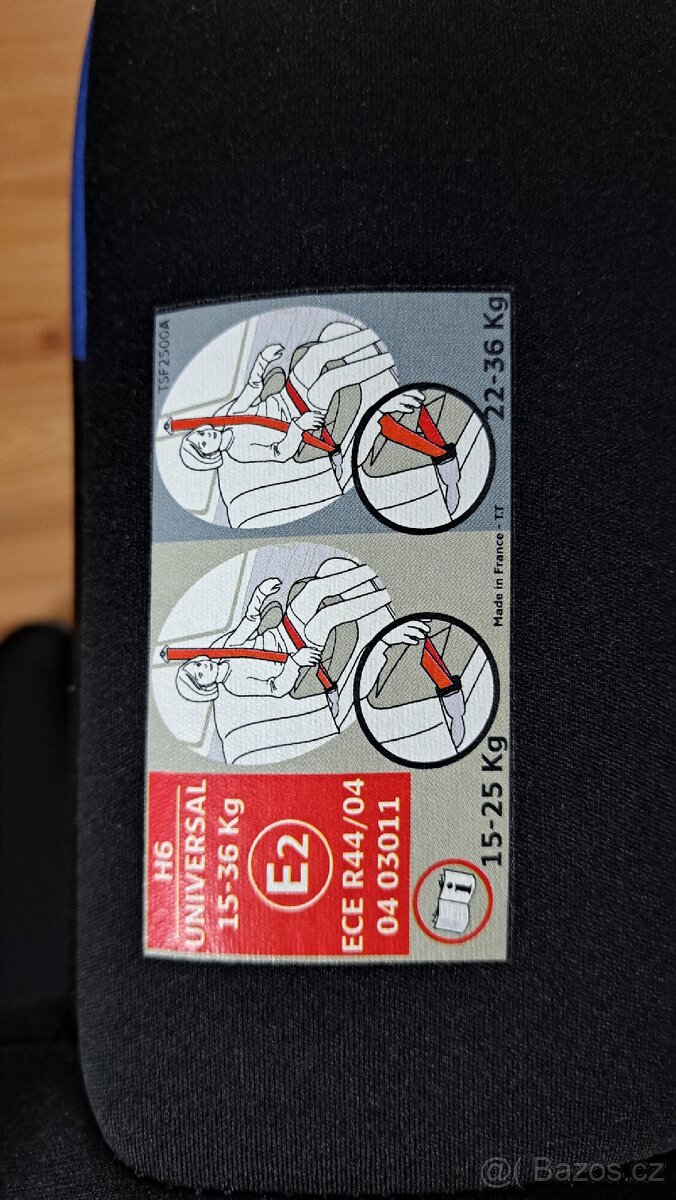 TSF2500A
22-36 Kg
Made in France - T.T
15-25 Kg
H6
UNIVERSAL
15-36 Kg
E2
ECE R44/04
04 03011
i
@( Bazos.cz